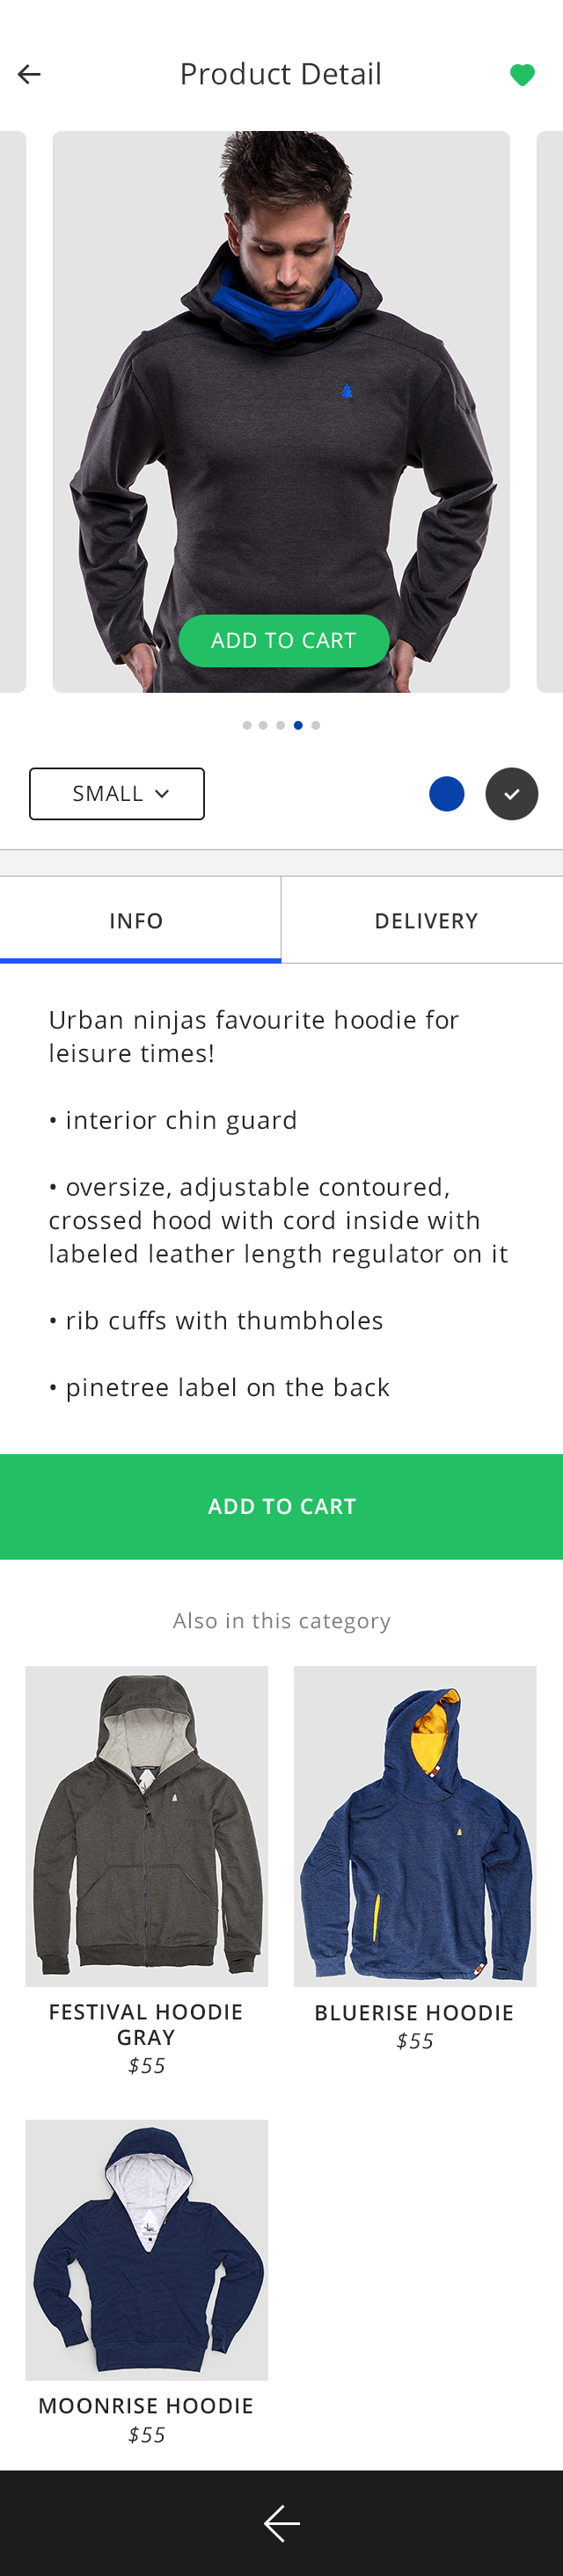 Product Detail
ADD TO CART
SMALL
INFO
DELIVERY
Urban ninjas favourite hoodie for
leisure times!
• interior chin guard
• oversize, adjustable contoured,
crossed hood with cord inside with
labeled leather length regulator on it
• rib cuffs with thumbholes
• pinetree label on the back
ADD TO CART
Also in this category
FESTIVAL HOODIE
GRAY
$55
BLUERISE HOODIE
$55
MOONRISE HOODIE
$55